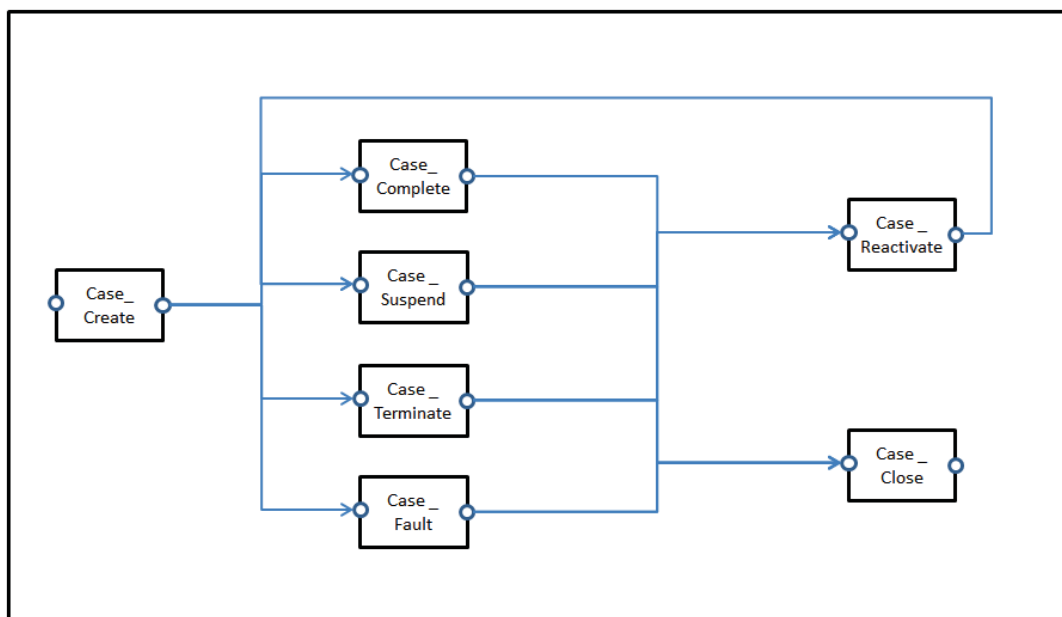 Case_
Create
Case_
Complete
Case _
Suspend
Case _
Terminate
Case _
Fault
Case _
Reactivate
Case _
Close